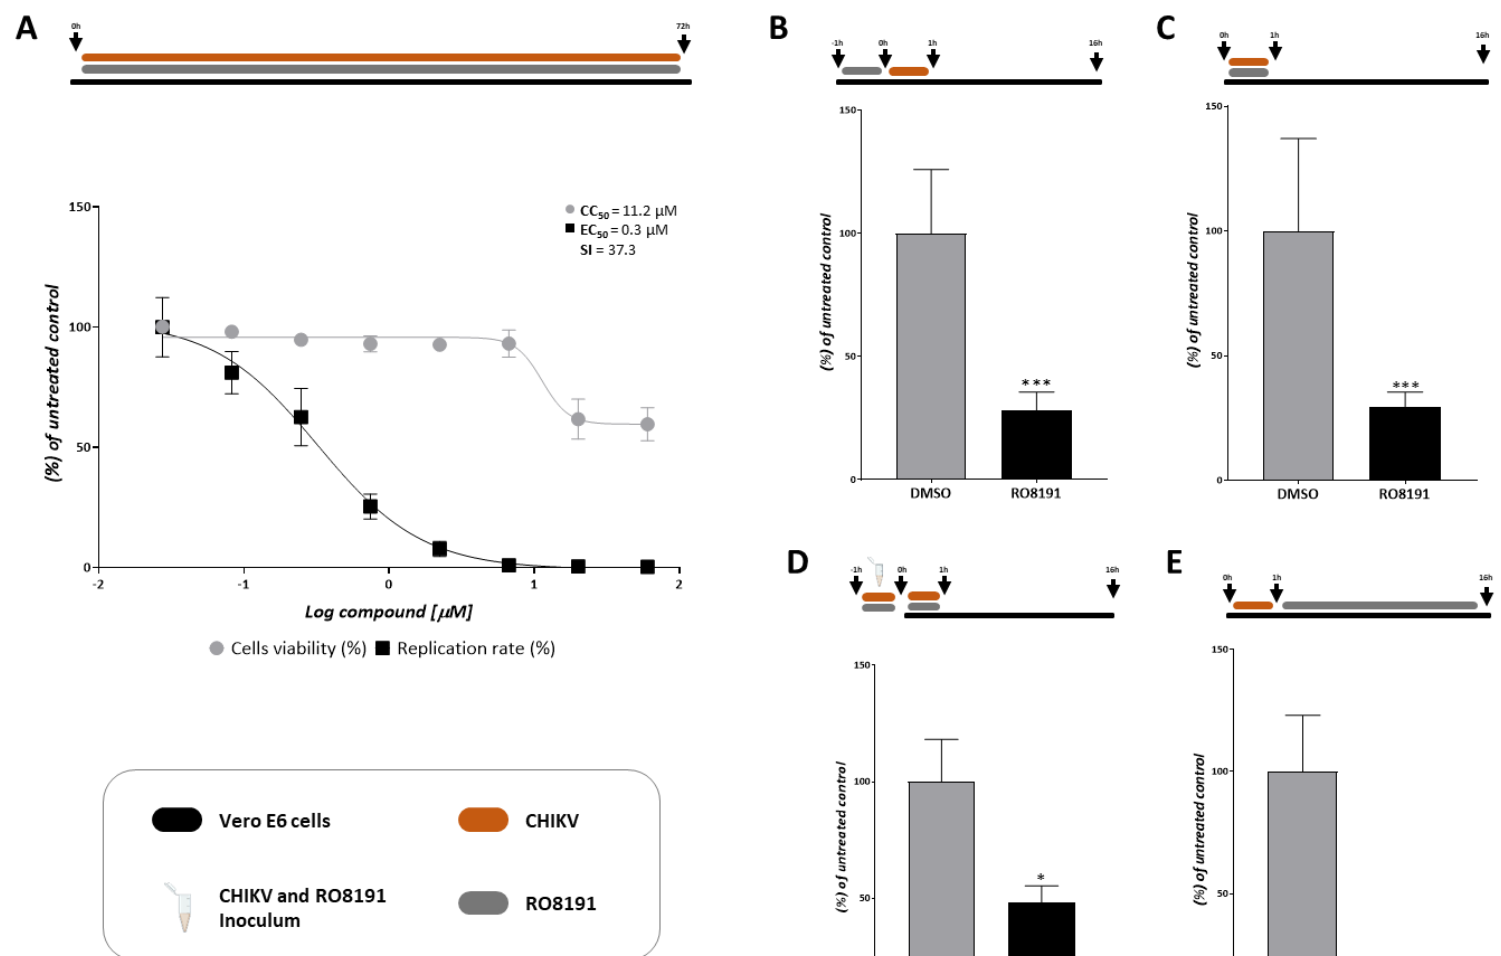 A
0h
72h
150
100
50
0
-2
-1
0
1
2
(%) of untreated control
CC50 = 11.2 µM
EC50 = 0.3 µM
SI = 37.3
Log compound [µM]
Cells viability (%)
Replication rate (%)
Vero E6 cells
CHIKV
CHIKV and RO8191
Inoculum
RO8191
B
-1h
0h
1h
16h
150
100
50
0
(%) of untreated control
***
DMSO
RO8191
C
0h
1h
16h
150
100
50
0
(%) of untreated control
***
DMSO
RO8191
D
-1h
0h
1h
16h
150
100
50
(%) of untreated control
*
E
0h
1h
16h
150
100
50
(%) of untreated control